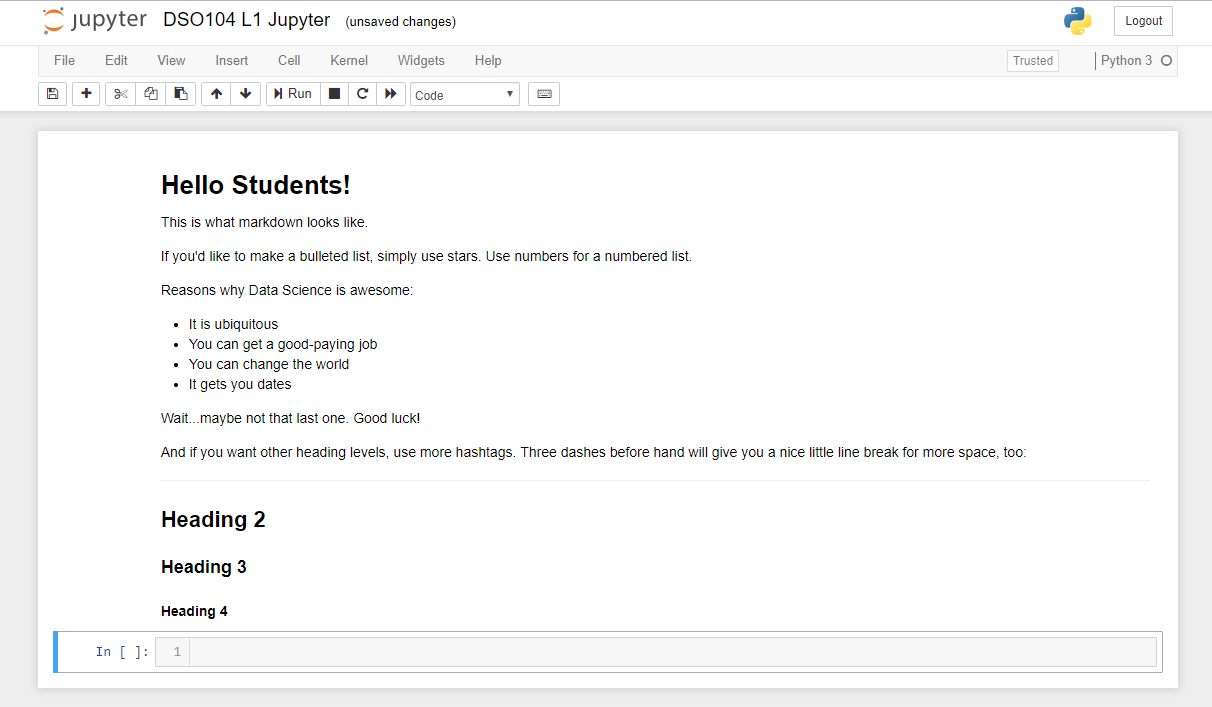 jupyter DSO104 L1 Jupyter (unsaved changes) Logout
File Edit View Insert Cell Kernel Widgets Help Trusted Python 3
Run Code
Hello Students!
This is what markdown looks like.
If you'd like to make a bulleted list, simply use stars. Use numbers for a numbered list.
Reasons why Data Science is awesome:
• It is ubiquitous
• You can get a good-paying job
• You can change the world
• It gets you dates
Wait...maybe not that last one. Good luck!
And if you want other heading levels, use more hashtags. Three dashes before hand will give you a nice little line break for more space, too:
Heading 2
Heading 3
Heading 4
In [ ]: 1